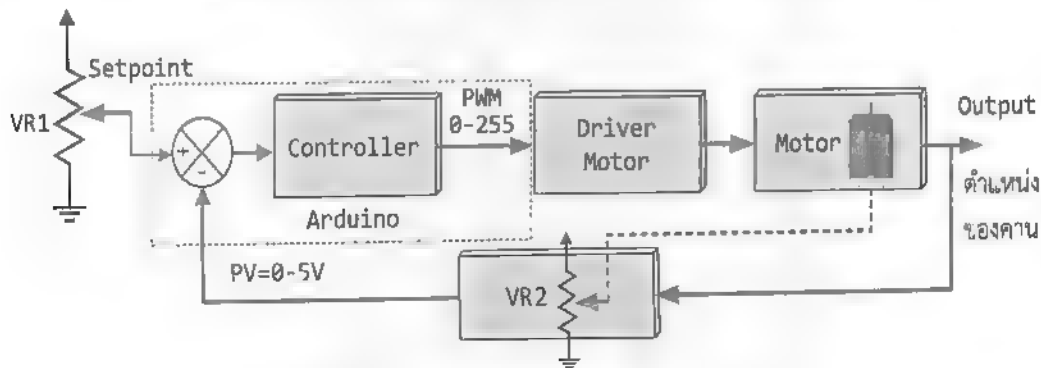 Setpoint
VR1
Controller
Arduino
PWM
0-255
Driver
Motor
Motor
Output
ตำแหน่ง
ของคาน
PV=0-5V
VR2
+
-